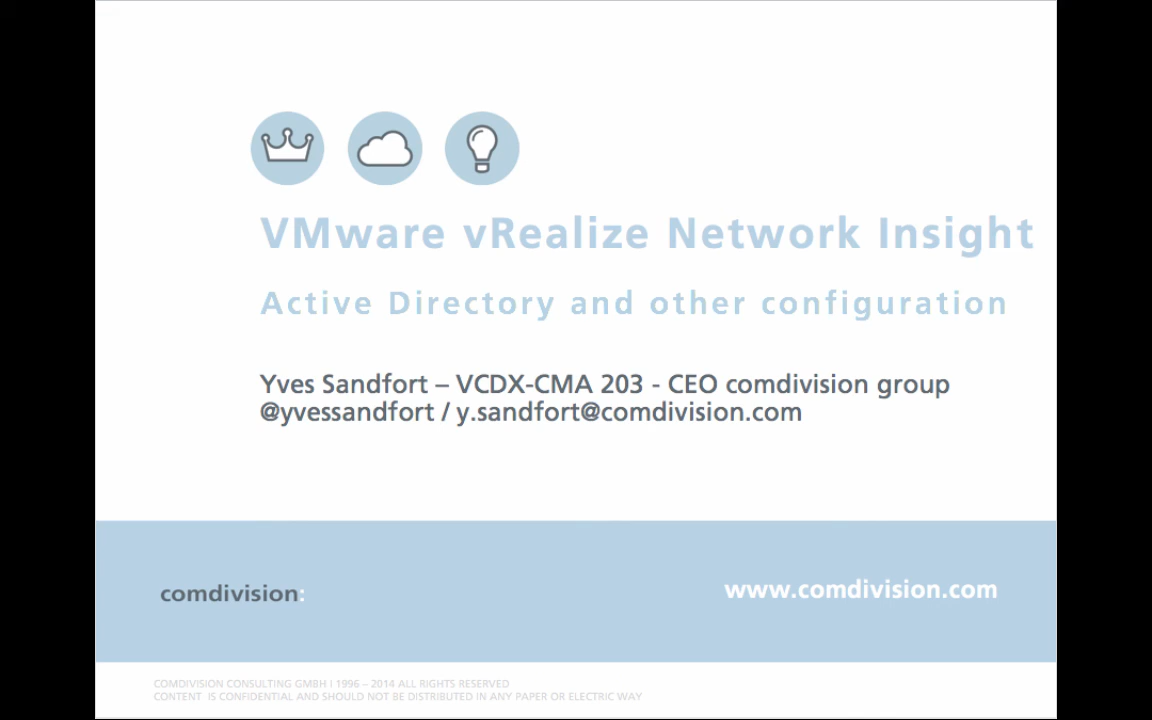 VMware vRealize Network Insight
Active Directory and other configuration
Yves Sandfort – VCDX-CMA 203 - CEO comdivision group
@yvessandfort / y.sandfort@comdivision.com
comdivision:
www.comdivision.com
COMDIVISION CONSULTING GMBH I 1996 – 2014 ALL RIGHTS RESERVED
CONTENT IS CONFIDENTIAL AND SHOULD NOT BE DISTRIBUTED IN ANY PAPER OR ELECTRIC WAY